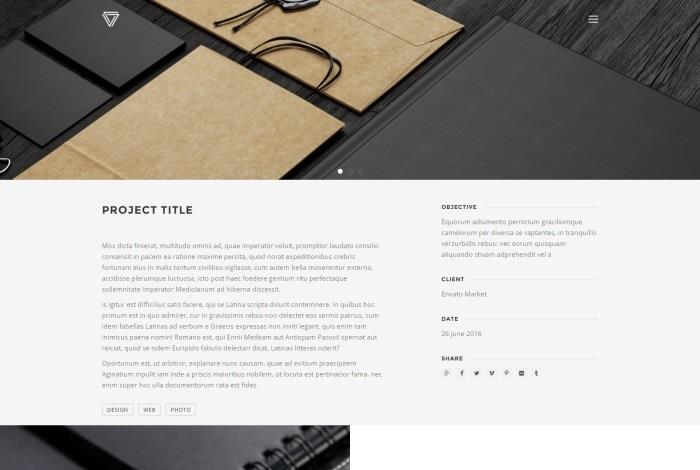 PROJECT TITLE
Mox dicta finierat, multitudo omnis ad, quae imperator voluit, promptior laudato consilio
consensit in pacem ea ratione maxime percita, quod norat expeditionibus crebris
fortunam eius in malis tantum civilibus vigilasse, cum autem bella moverentur externa,
accidisse plerumque luctuosa, icto post haec foedere gentium ritu perfectaque
sollemnitate imperator Mediolanum ad hiberna discessit.
is igitur est difficilius satis facere, qui se Latina scripta dicunt contemnere. in quibus hoc
primum est in quo admirer, cur in gravissimis rebus non delectet eos sermo patrius, cum
idem fabellas Latinas ad verbum e Graecis expressas non inviti legant. quis enim tam
inimicus paene nomini Romano est, qui Ennii Medeam aut Antiopam Pacuvii spernat aut
reiciat, quod se isdem Euripidis fabulis delectari dicat, Latinas litteras oderit?
Oportunum est, ut arbitror, explanare nunc causam, quae ad exitium praecipitem
Aginatium inpulit iam inde a priscis maioribus nobilem, ut locuta est pertinacior fama. nec
enim super hoc ulla documentorum rata est fides.
DESIGN WEB PHOTO
OBJECTIVE
Equorum adiumento pernicium graciliumque
camelorum per diversa se raptantes, in tranquillis
vel turbidis rebus: nec eorum quisquam
aliquando stivam adprehendit vel a
CLIENT
Envato Market
DATE
26 june 2016
SHARE